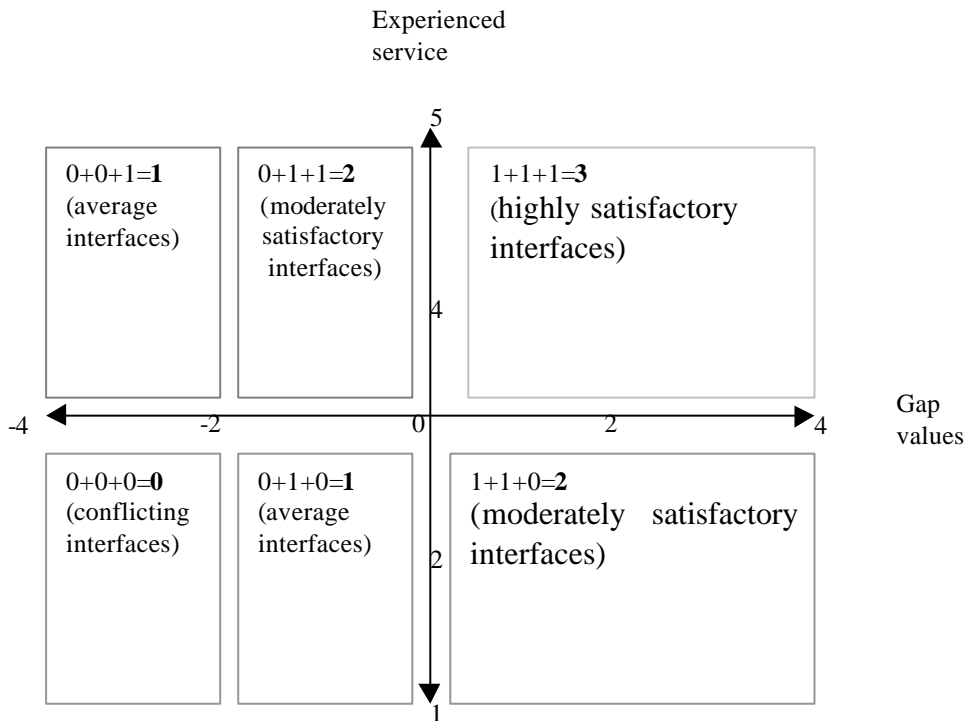 Experienced
service
5
0+0+1=1
(average
interfaces)
0+1+1=2
(moderately
satisfactory
interfaces)
1+1+1=3
(highly satisfactory
interfaces)
4
-4
-2
0
2
4
Gap
values
0+0+0=0
(conflicting
interfaces)
0+1+0=1
(average
interfaces)
1+1+0=2
(moderately satisfactory
interfaces)
2
1